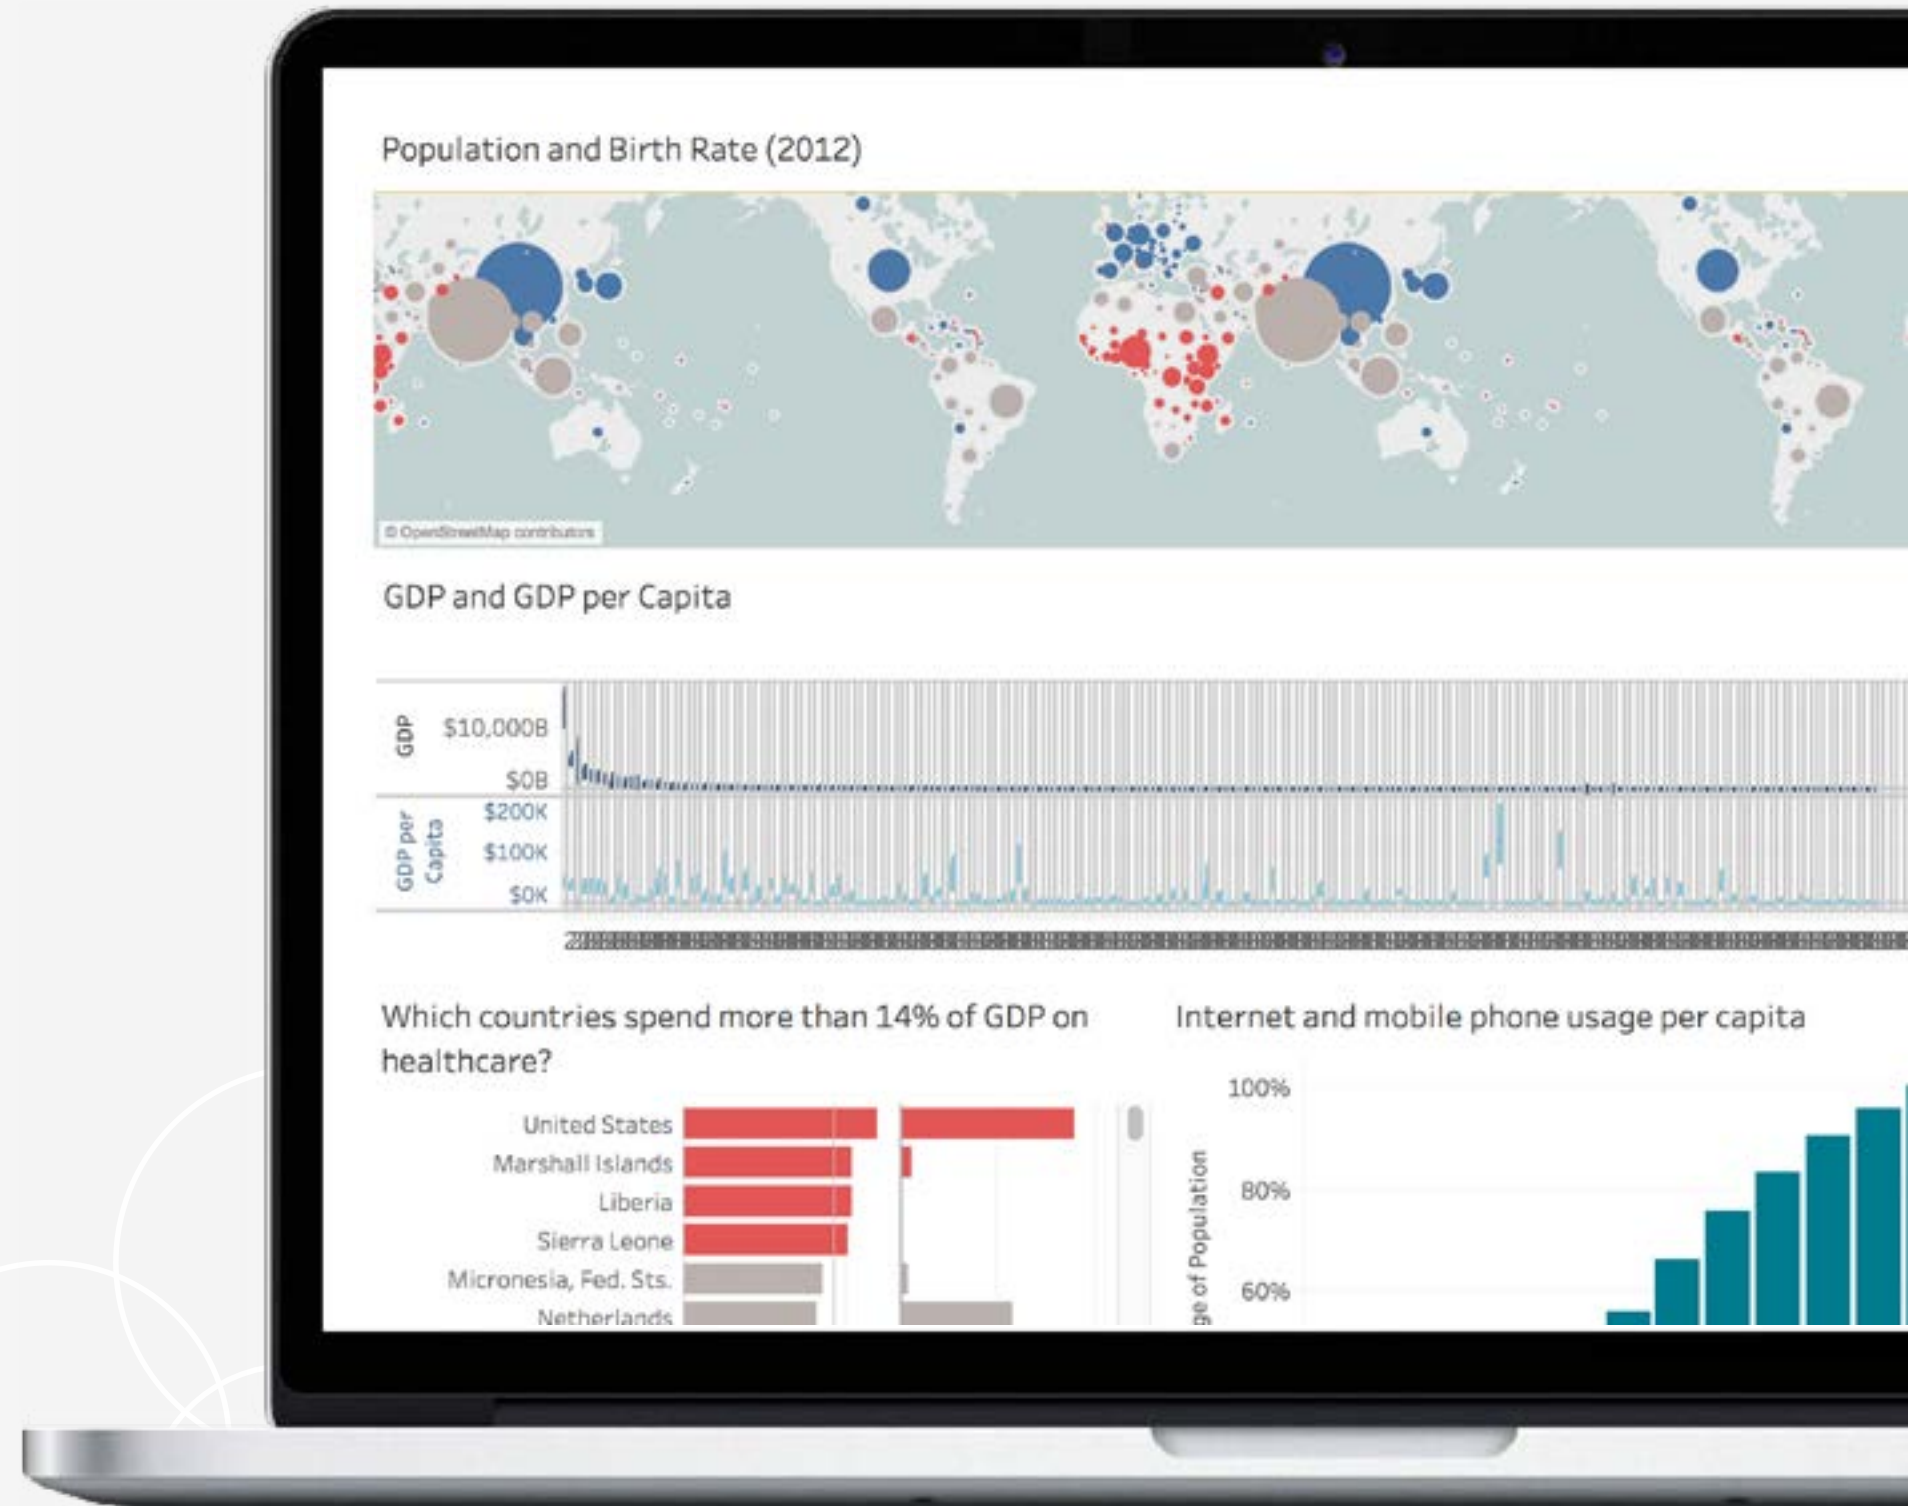 Population and Birth Rate (2012)
© OpenStreetMap contributors
GDP and GDP per Capita
GDP
$10,000B
$0B
GDP per
Capita
$200K
$100K
$0K
Which countries spend more than 14% of GDP on
healthcare?
United States
Marshall Islands
Liberia
Sierra Leone
Micronesia, Fed. Sts.
Netherlands
Internet and mobile phone usage per capita
100%
80%
60%
of Population